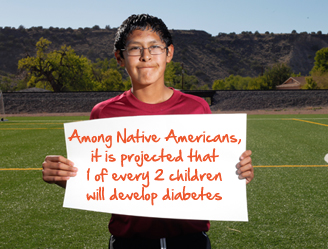 Among Native Americans,
it is projected that
1 of every 2 children
will develop diabetes